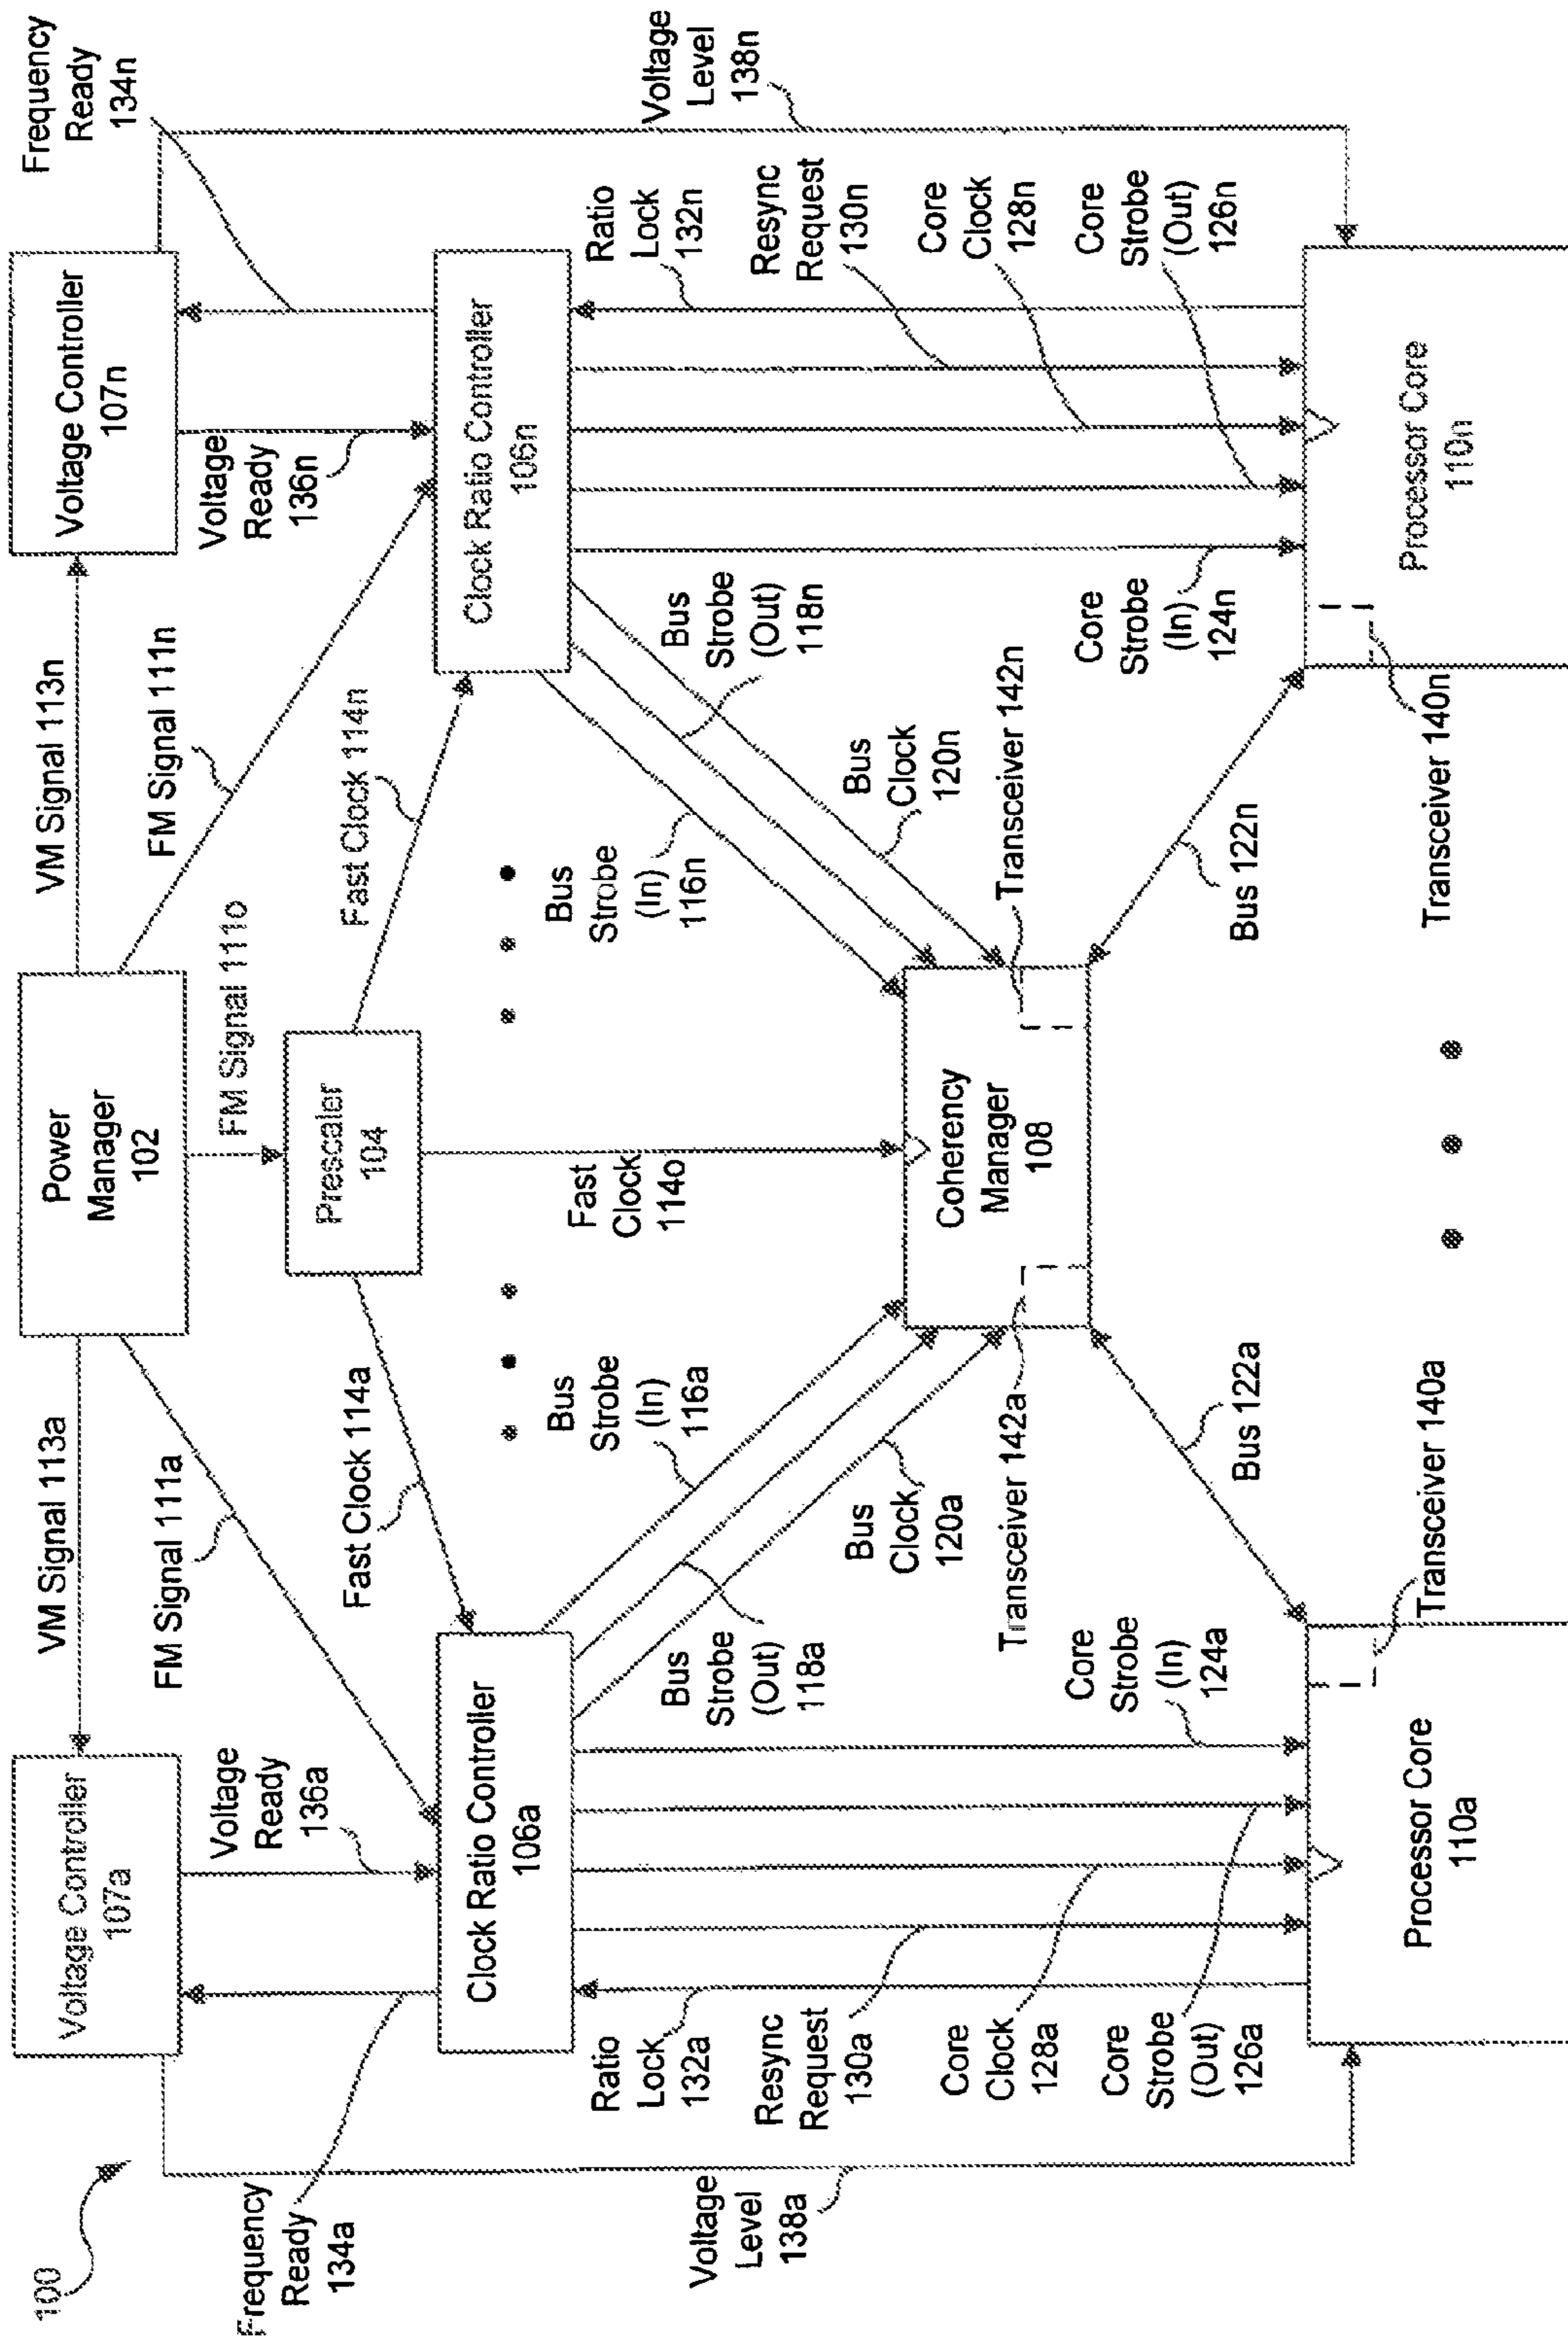 100
Frequency
Ready
134a
Voltage Controller
107a
VM Signal 113a
Power
Manager
102
VM Signal 113n
Voltage Controller
107n
Frequency
Ready
134n
Voltage
Ready
136a
FM Signal 111a
FM Signal 111o
FM Signal 111n
Voltage
Ready
136n
Prescaler
104
Fast Clock 114a
Fast Clock 114n
Clock Ratio Controller
106a
Clock Ratio Controller
106n
Voltage
Level
138a
Ratio
Lock
132a
Resync
Request
130a
Core
Clock
128a
Core
Strobe
(Out)
126a
Bus
Strobe
(Out)
118a
Bus
Strobe
(In)
116a
Bus
Clock
120a
Fast
Clock
114o
Bus
Strobe
(In)
116n
Bus
Strobe
(Out)
118n
Bus
Clock
120n
Ratio
Lock
132n
Resync
Request
130n
Core
Clock
128n
Core
Strobe
(Out)
126n
Voltage
Level
138n
Core
Strobe
(In)
124a
Transceiver 142a
Coherency
Manager
108
Transceiver 142n
Core
Strobe
(In)
124n
Bus 122a
Bus 122n
Processor Core
110a
Transceiver 140a
Transceiver 140n
Processor Core
110n